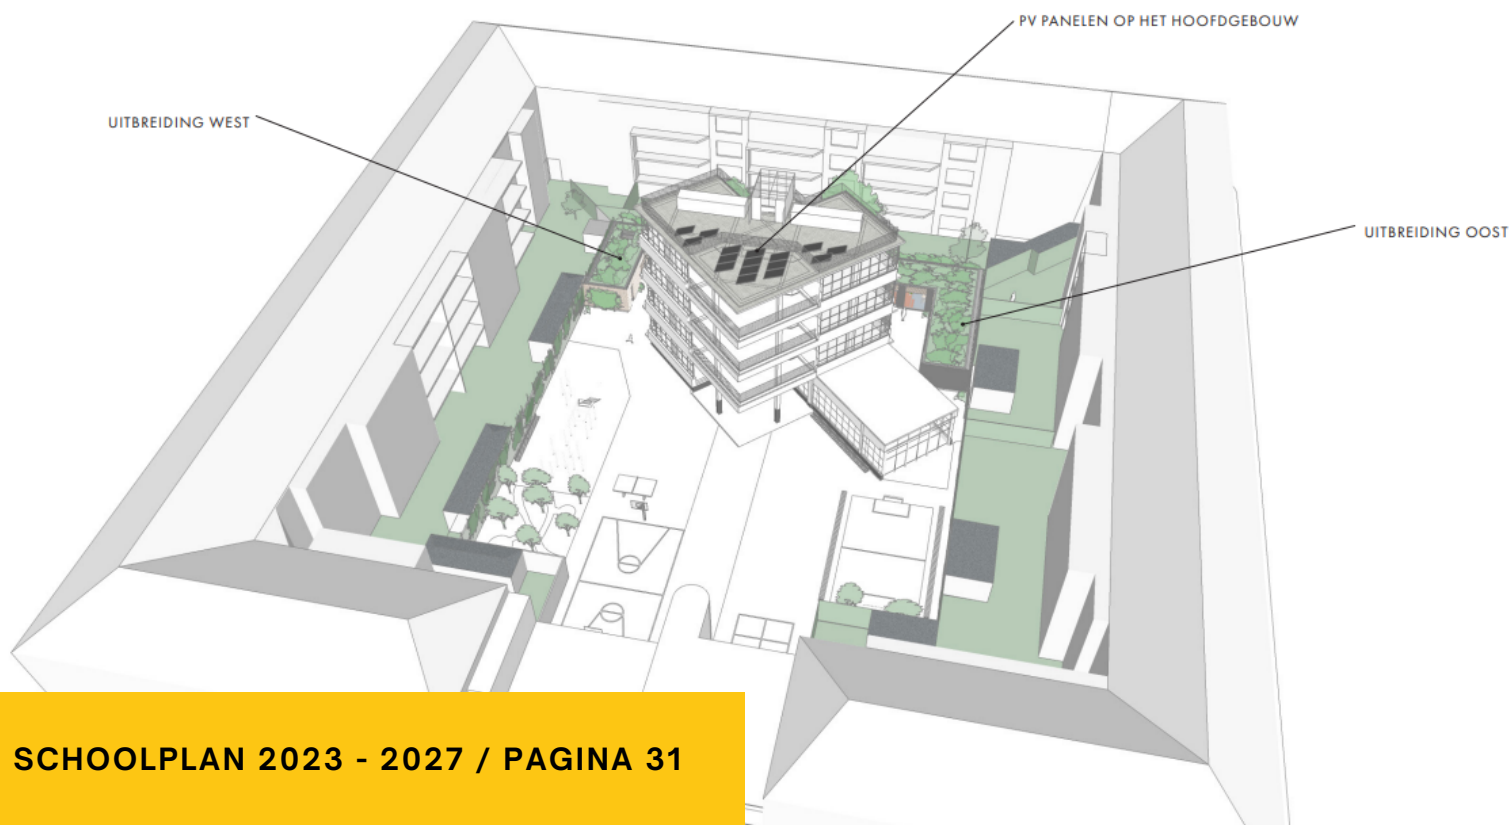 PV PANELEN OP HET HOOFDGEBOUW
UITBREIDING WEST
UITBREIDING OOST
SCHOOLPLAN 2023 - 2027 / PAGINA 31